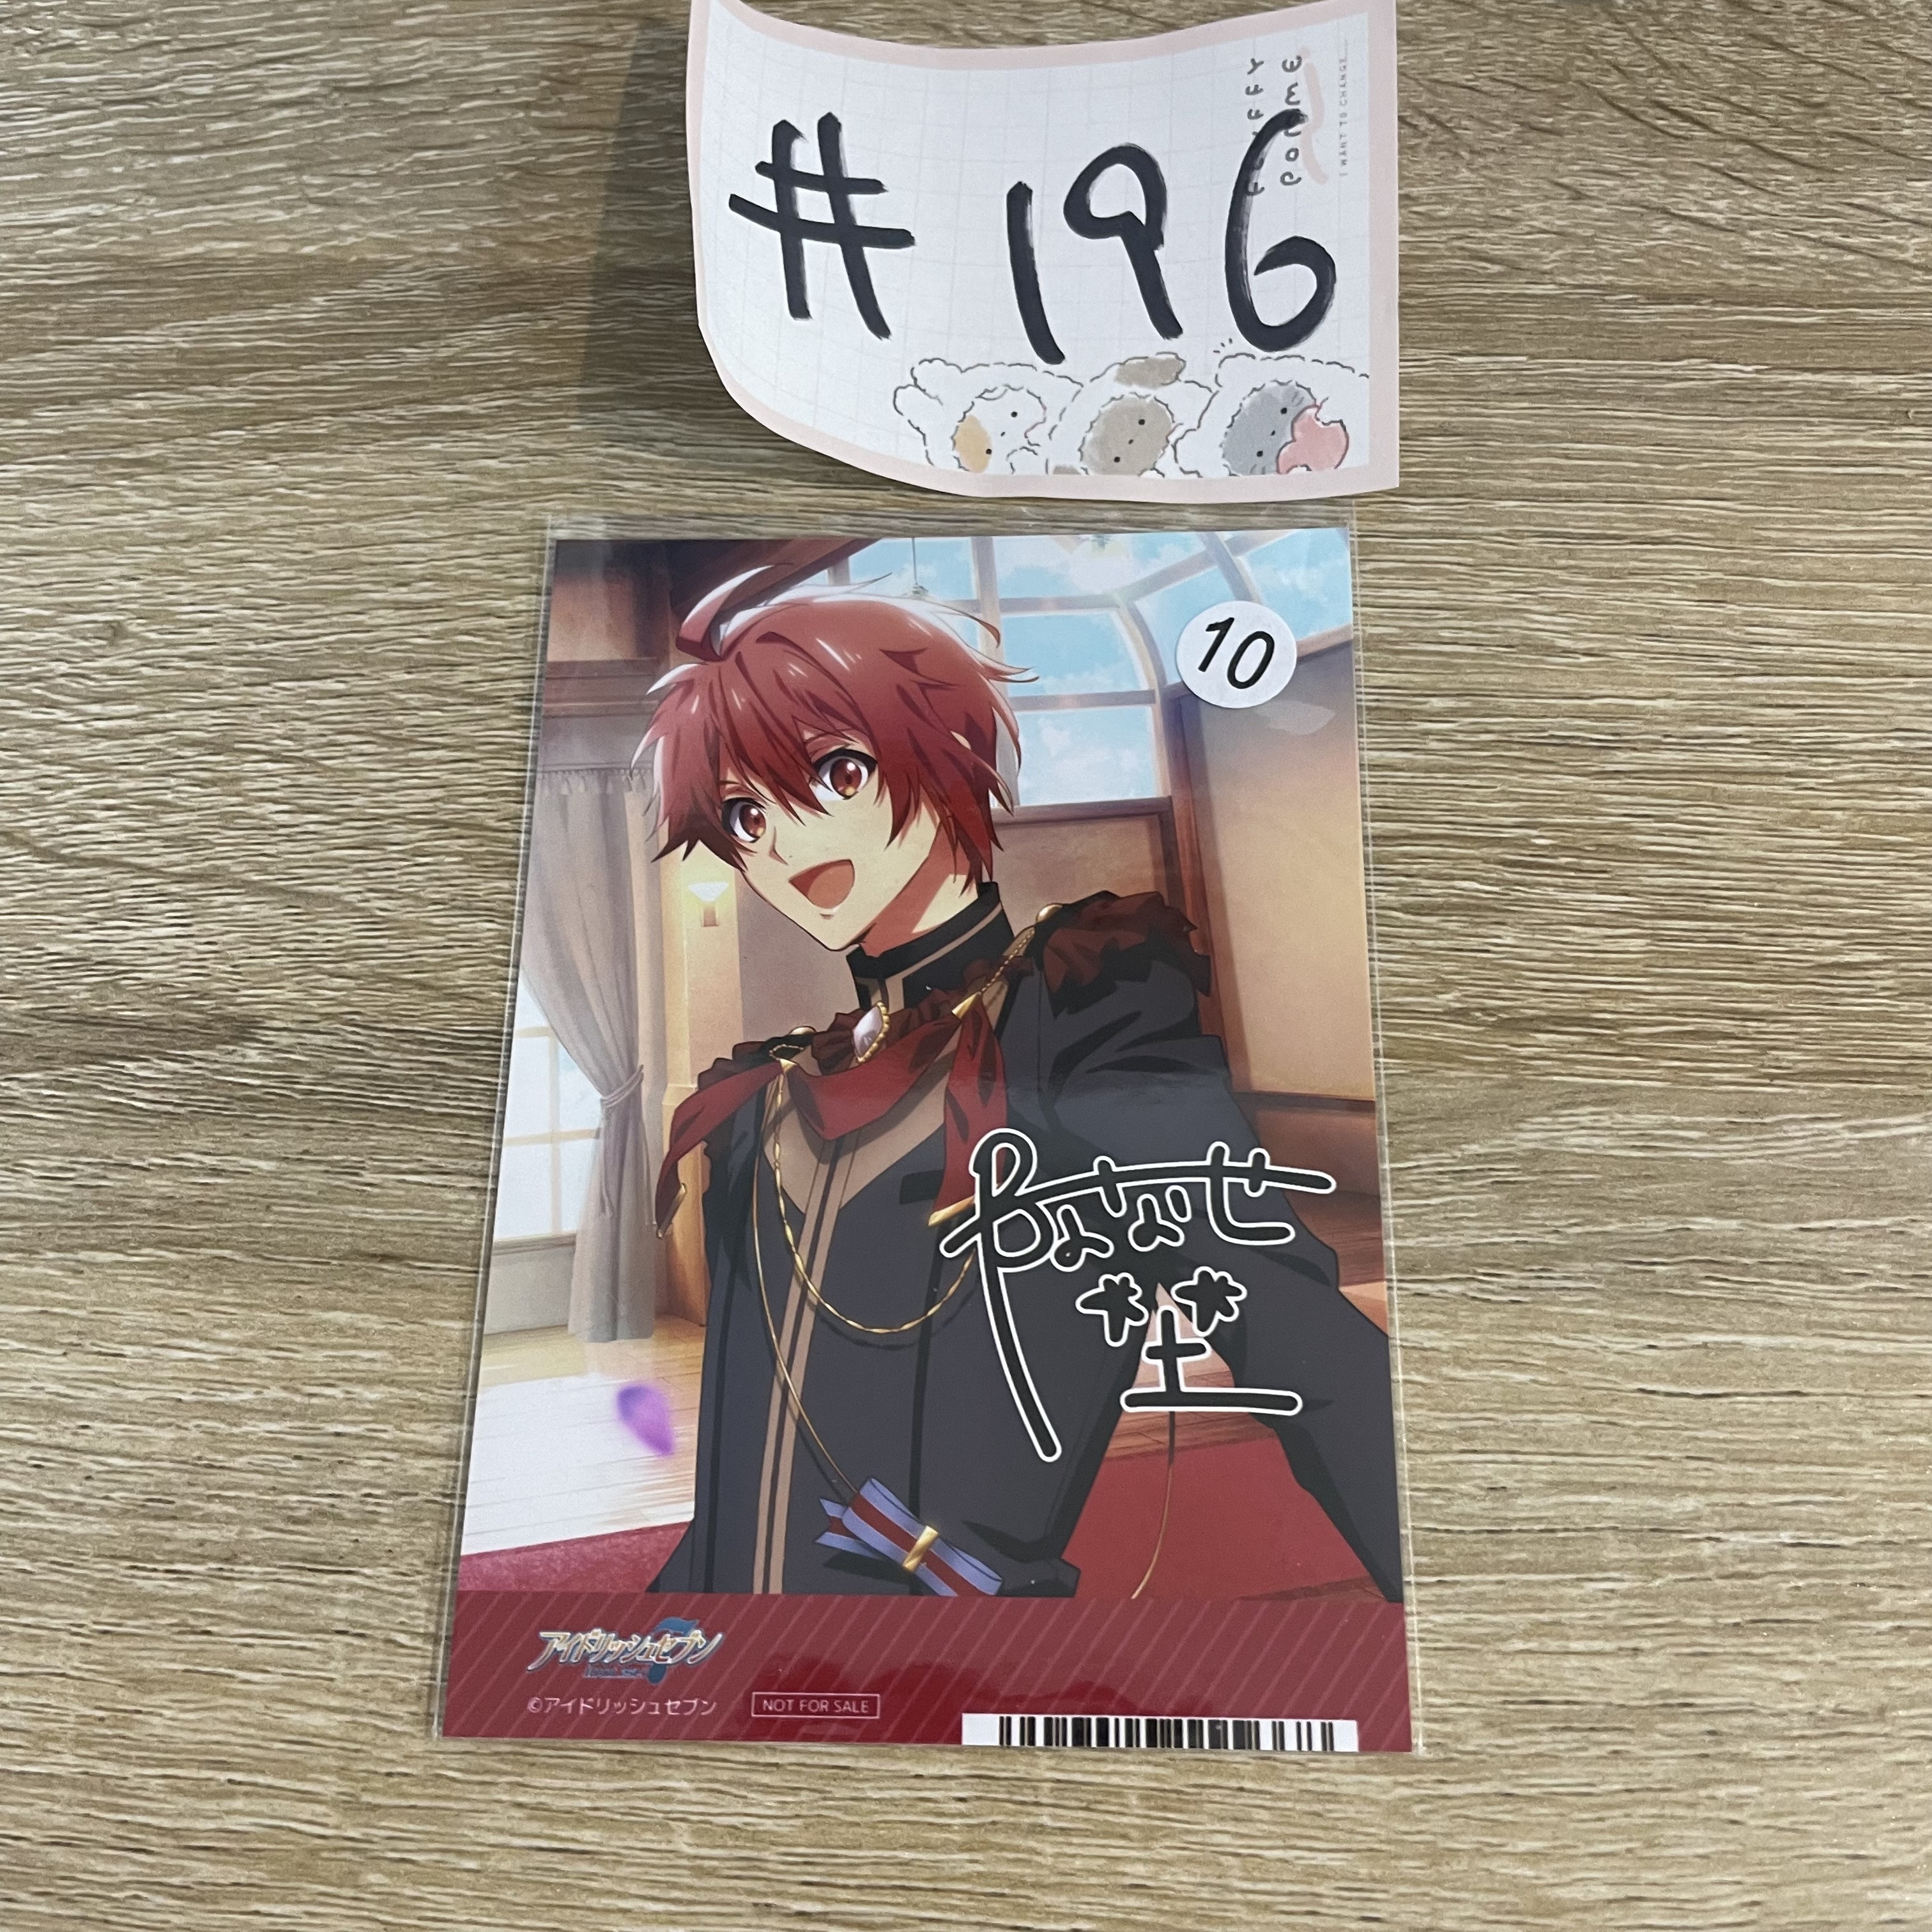 #196
FLUFFY
POMME
I WANT TO CHANGE
10
ななせ
陸
アイドリッシュセブン
©アイドリッシュセブン
NOT FOR SALE